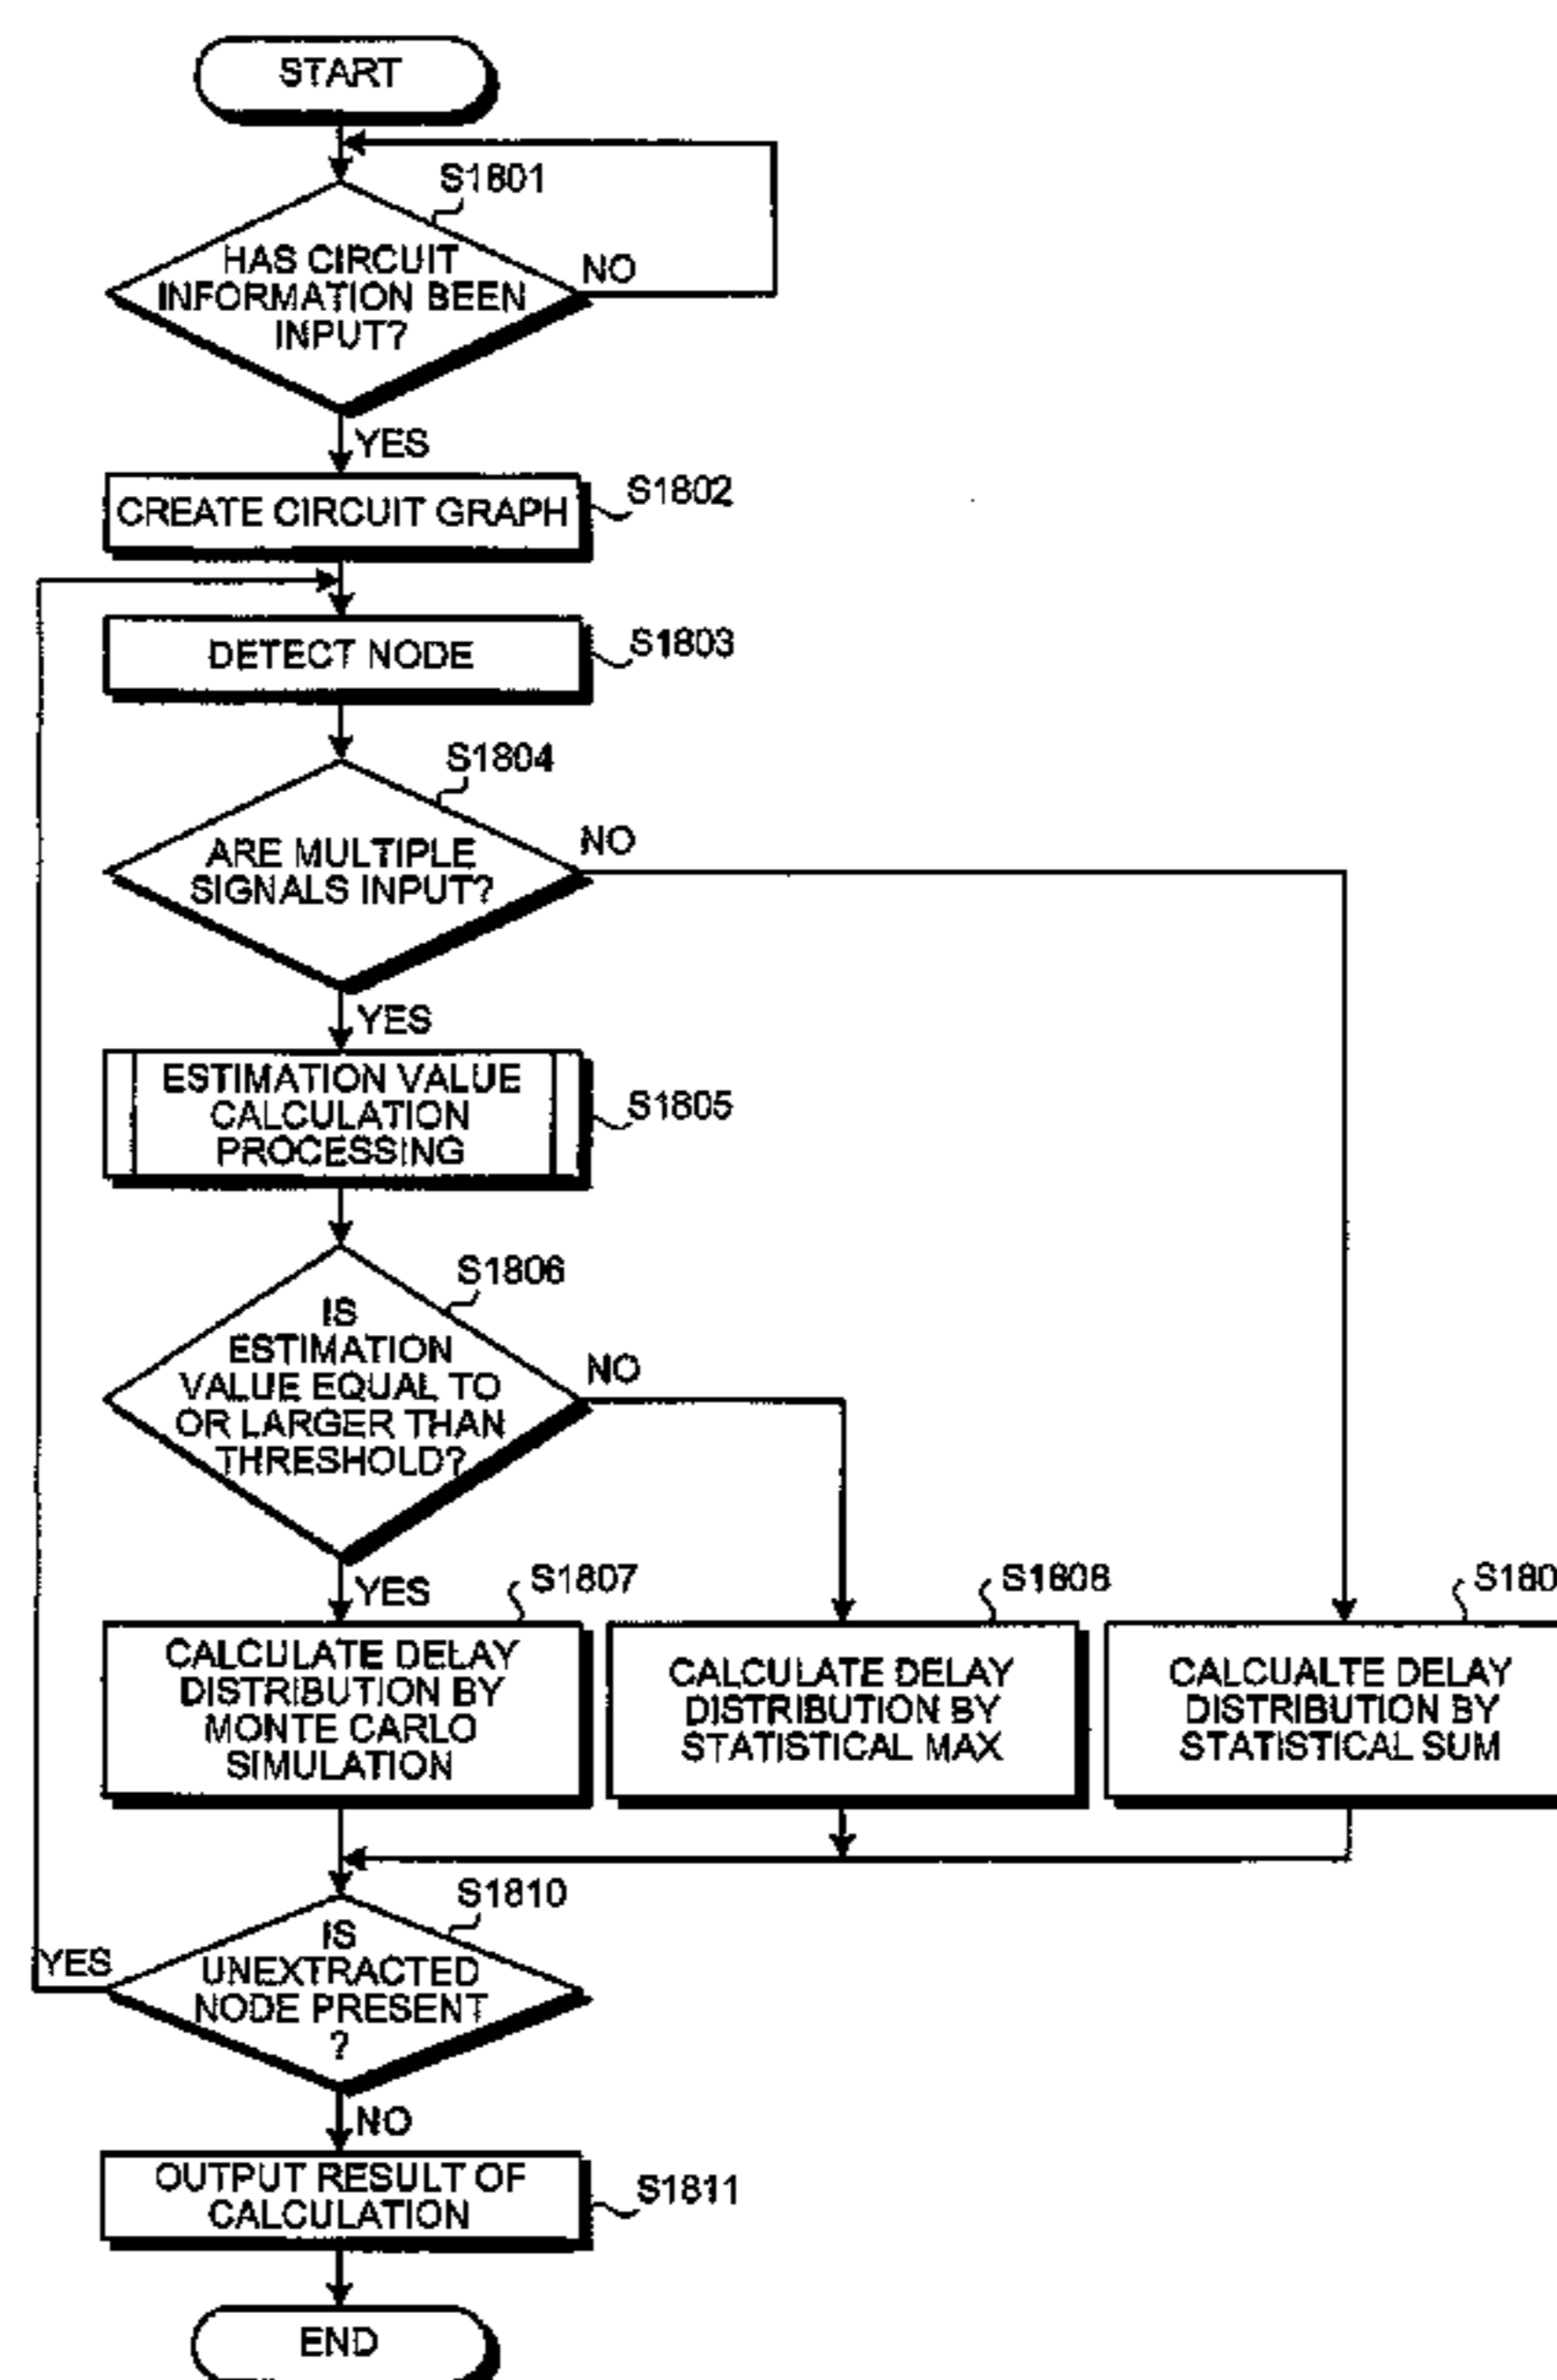 START
S1801
HAS CIRCUIT
INFORMATION BEEN
INPUT?
NO
YES
CREATE CIRCUIT GRAPH
S1802
DETECT NODE
S1803
S1804
ARE MULTIPLE
SIGNALS INPUT?
NO
YES
ESTIMATION VALUE
CALCULATION
PROCESSING
S1805
S1806
IS
ESTIMATION
VALUE EQUAL TO
OR LARGER THAN
THRESHOLD?
NO
YES
S1807
CALCULATE DELAY
DISTRIBUTION BY
MONTE CARLO
SIMULATION
S1808
CALCULATE DELAY
DISTRIBUTION BY
STATISTICAL MAX
S180
CALCUALTE DELAY
DISTRIBUTION BY
STATISTICAL SUM
S1810
IS
UNEXTRACTED
NODE PRESENT
?
YES
NO
OUTPUT RESULT OF
CALCULATION
S1811
END